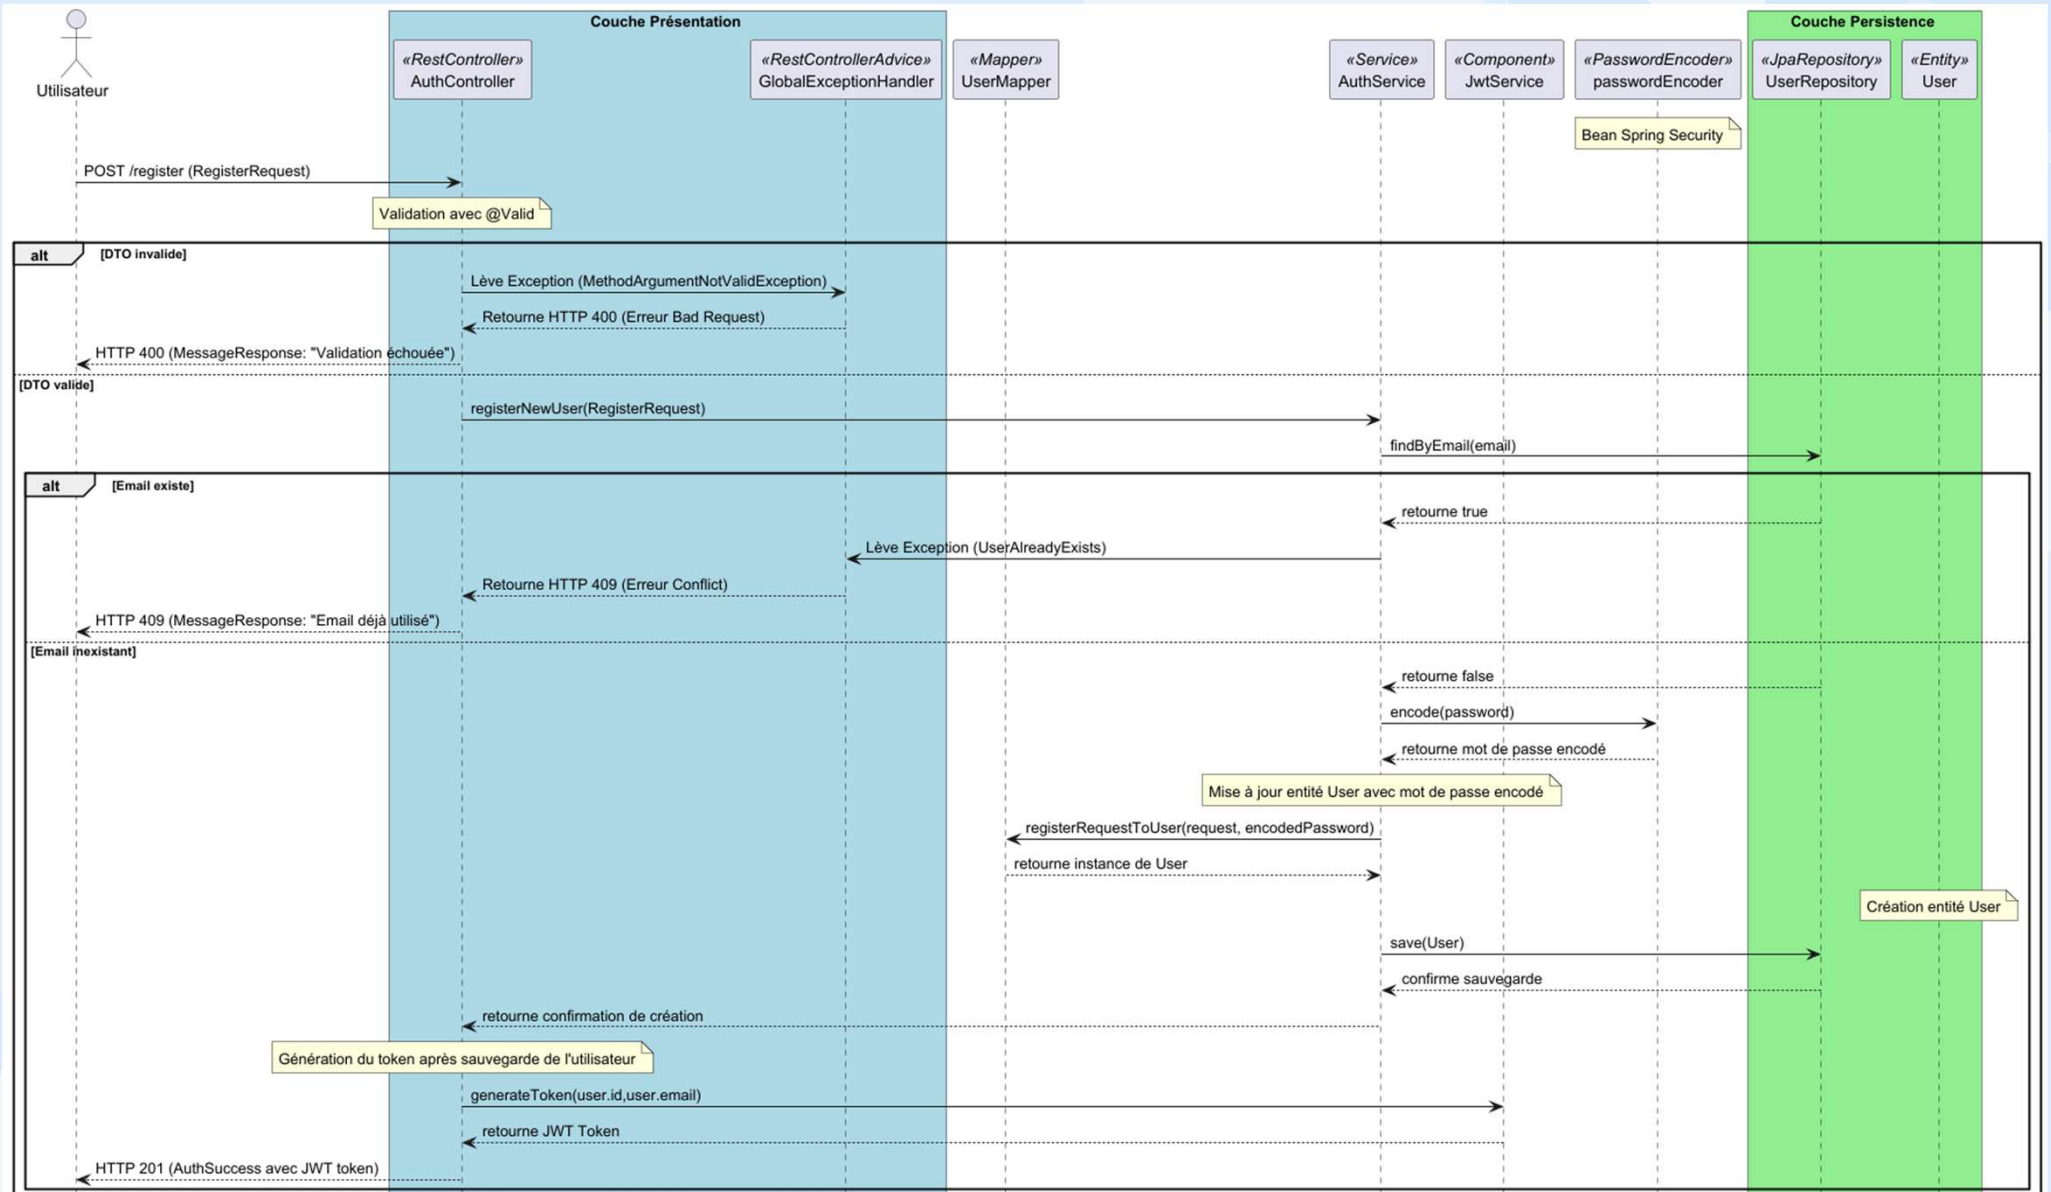 Couche Présentation
Couche Persistence
Utilisateur
«RestController»
AuthController
«RestControllerAdvice»
GlobalExceptionHandler
«Mapper»
UserMapper
«Service»
AuthService
«Component»
JwtService
«PasswordEncoder»
passwordEncoder
«JpaRepository»
UserRepository
«Entity»
User
Bean Spring Security
POST /register (RegisterRequest)
Validation avec @Valid
alt
[DTO invalide]
Lève Exception (MethodArgumentNotValidException)
Retourne HTTP 400 (Erreur Bad Request)
HTTP 400 (MessageResponse: "Validation échouée")
[DTO valide]
registerNewUser(RegisterRequest)
findByEmail(email)
alt
[Email existe]
retourne true
Lève Exception (UserAlreadyExists)
Retourne HTTP 409 (Erreur Conflict)
HTTP 409 (MessageResponse: "Email déjà utilisé")
[Email inexistant]
retourne false
encode(password)
retourne mot de passe encodé
Mise à jour entité User avec mot de passe encodé
registerRequestToUser(request, encodedPassword)
retourne instance de User
Création entité User
save(User)
confirme sauvegarde
retourne confirmation de création
Génération du token après sauvegarde de l'utilisateur
generateToken(user.id,user.email)
retourne JWT Token
HTTP 201 (AuthSuccess avec JWT token)